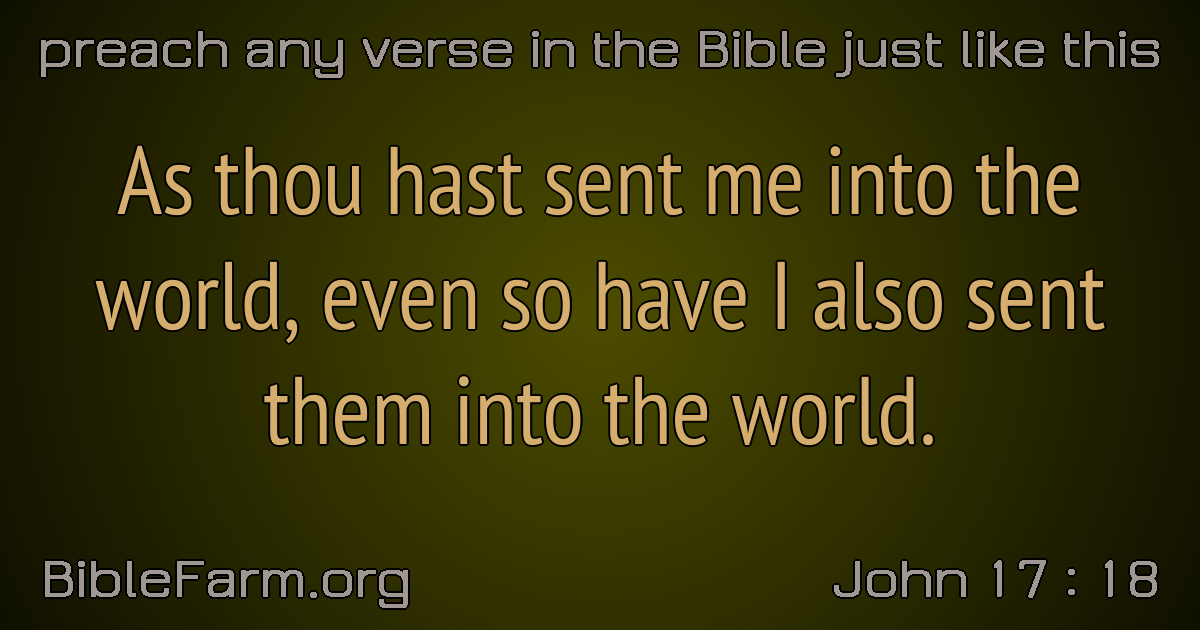 preach any verse in the Bible just like this
As thou hast sent me into the
world, even so have I also sent
them into the world.
BibleFarm.org
John 17 : 18